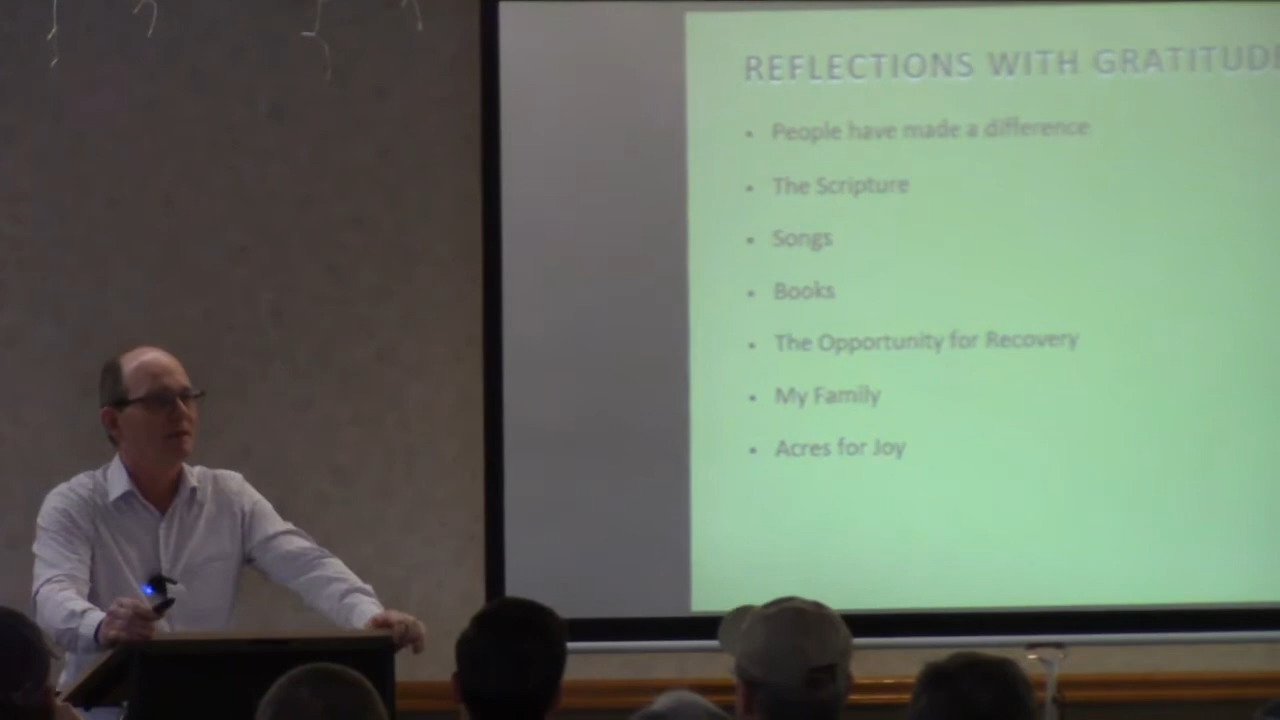 REFLECTIONS WITH GRATITUDE
• People have made a difference
• The Scripture
• Songs
• Books
• The Opportunity for Recovery
• My Family
• Acres for Joy